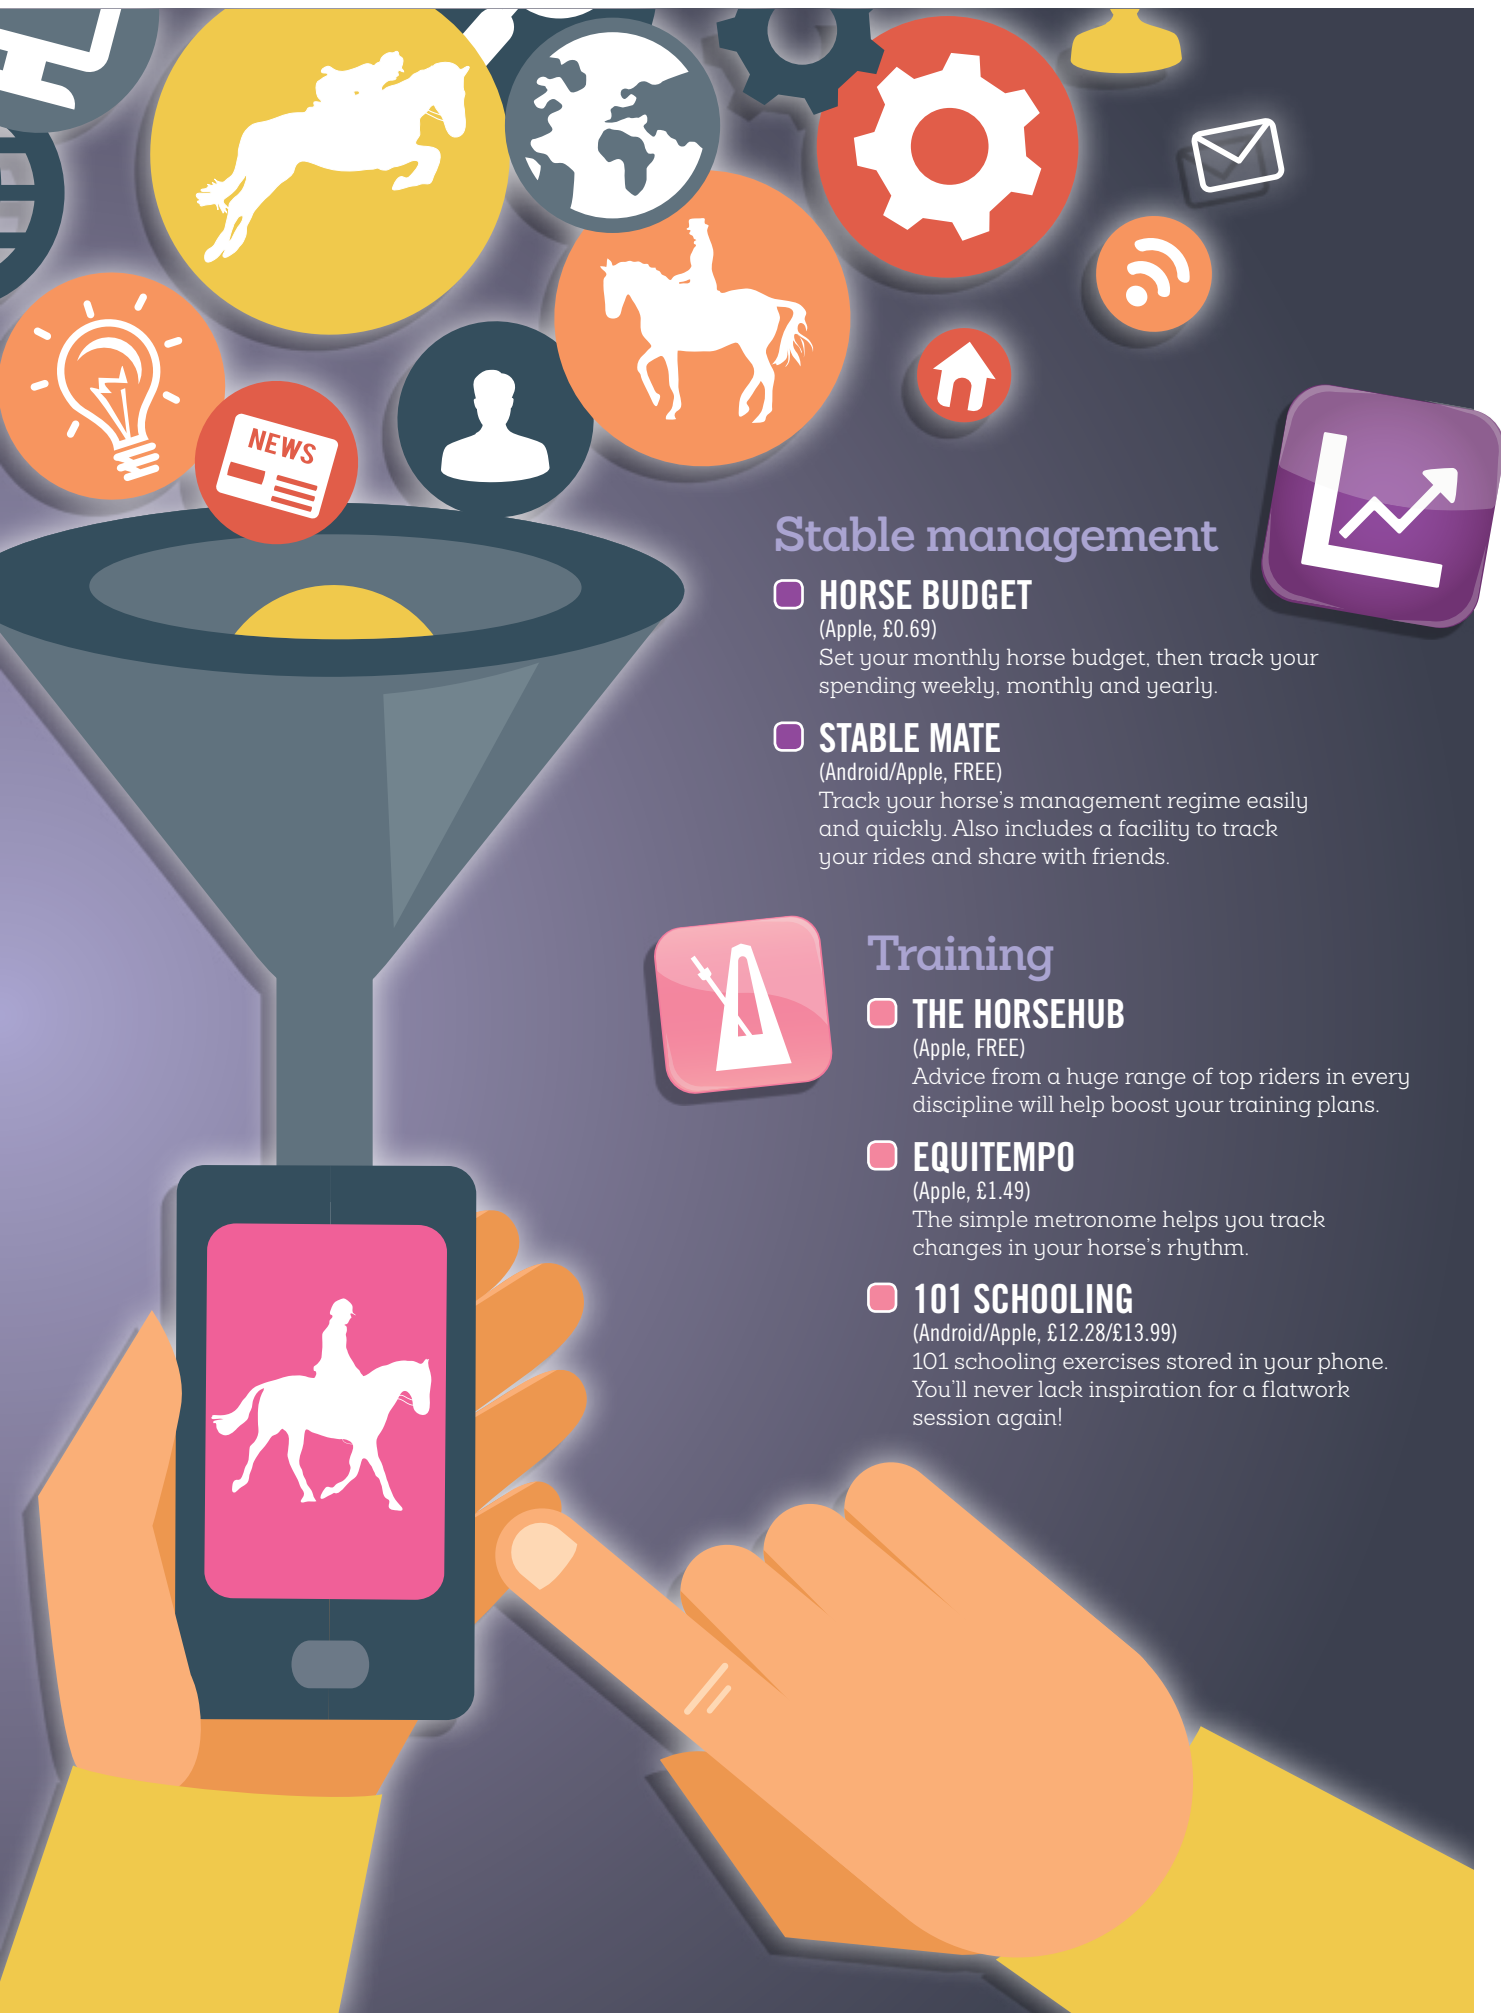 NEWS
Stable management
HORSE BUDGET
(Apple, £0.69)
Set your monthly horse budget, then track your
spending weekly, monthly and yearly.
STABLE MATE
(Android/Apple, FREE)
Track your horse's management regime easily
and quickly. Also includes a facility to track
your rides and share with friends.
Training
THE HORSEHUB
(Apple, FREE)
Advice from a huge range of top riders in every
discipline will help boost your training plans.
EQUITEMPO
(Apple, £1.49)
The simple metronome helps you track
changes in your horse's rhythm.
101 SCHOOLING
(Android/Apple, £12.28/£13.99)
101 schooling exercises stored in your phone.
You'll never lack inspiration for a flatwork
session again!